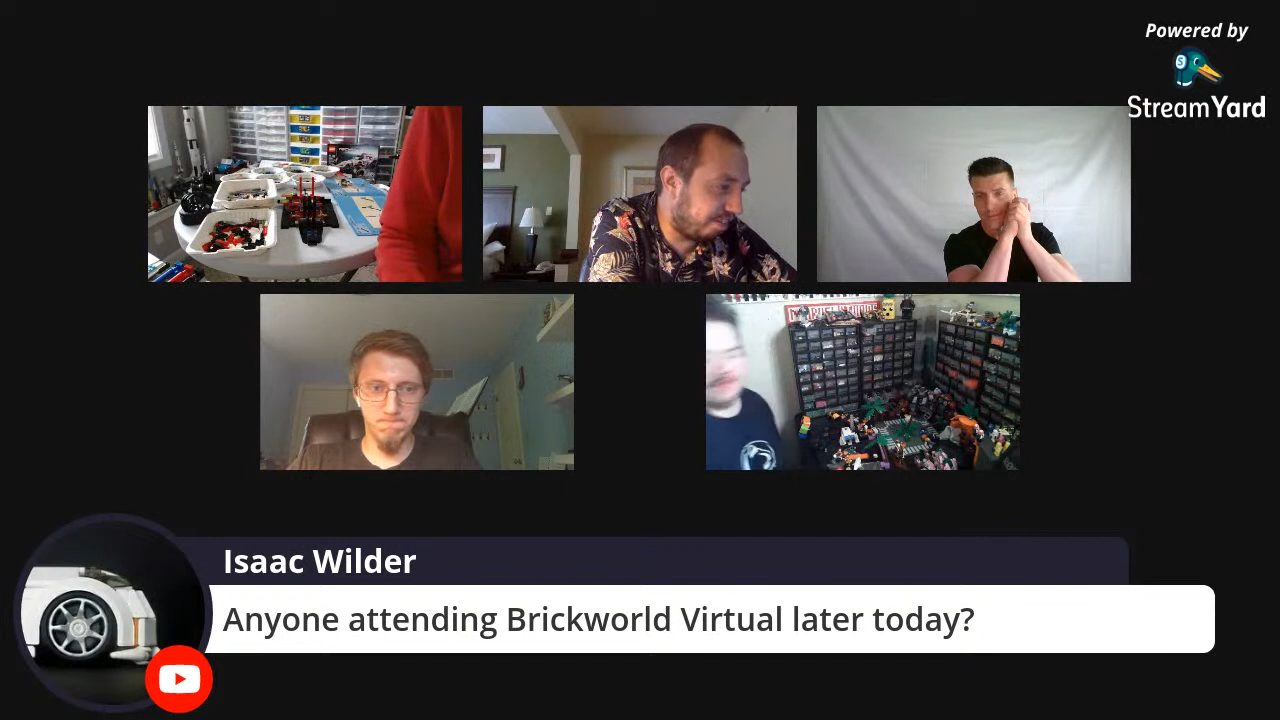 Powered by
StreamYard
Isaac Wilder
Anyone attending Brickworld Virtual later today?